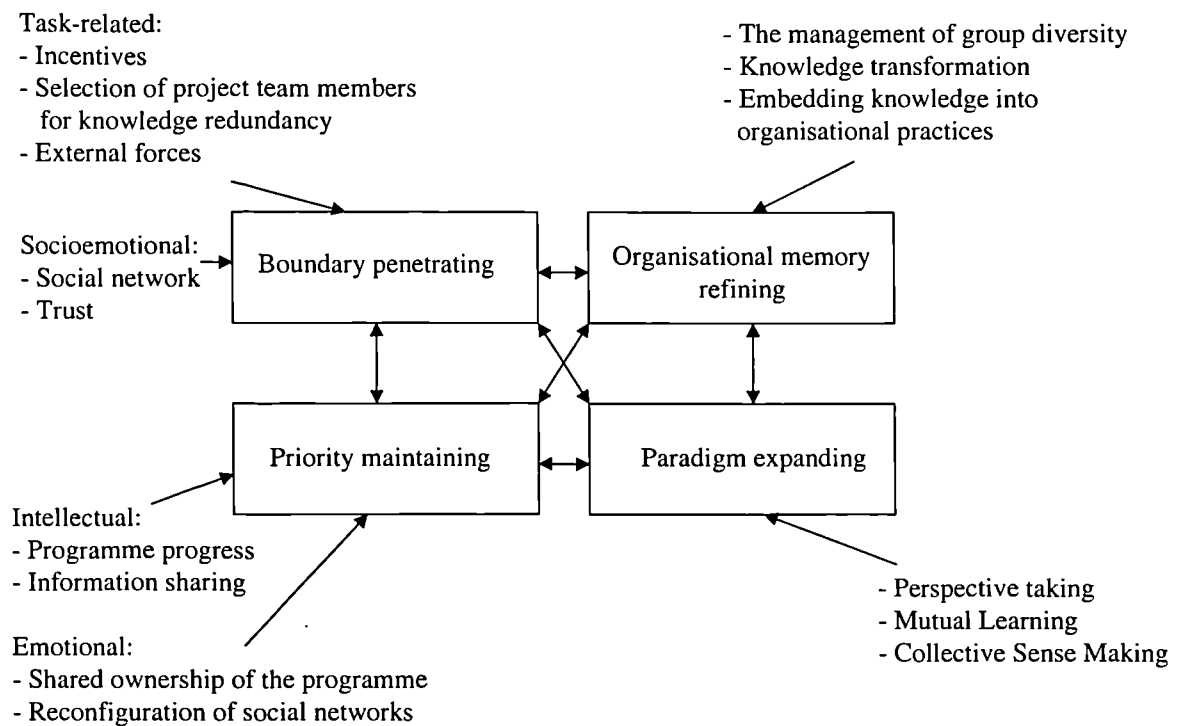 Task-related:
- Incentives
- Selection of project team members
for knowledge redundancy
- External forces
- The management of group diversity
- Knowledge transformation
- Embedding knowledge into
organisational practices
Socioemotional:
- Social network
- Trust
Boundary penetrating
Organisational memory
refining
Priority maintaining
Paradigm expanding
Intellectual:
- Programme progress
- Information sharing
Emotional:
- Shared ownership of the programme
- Reconfiguration of social networks
- Perspective taking
- Mutual Learning
- Collective Sense Making